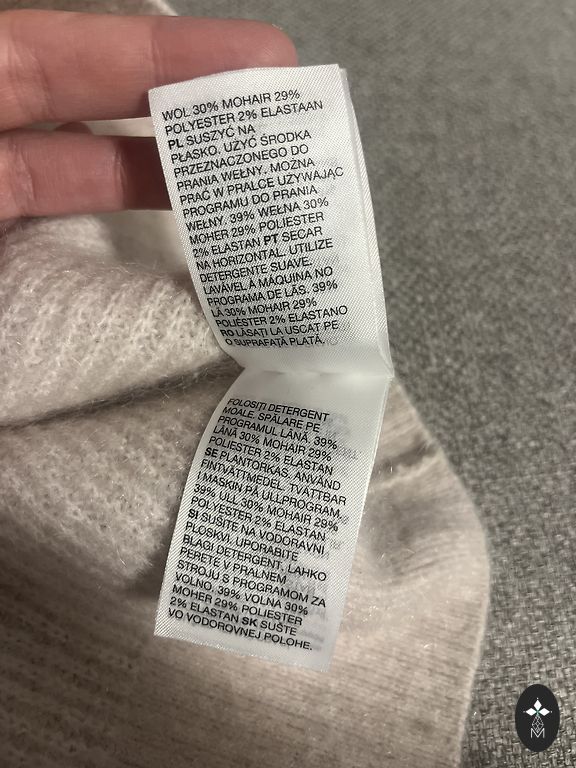 WOL 30% MOHAIR 29%
POLYESTER 2% ELASTAAN
PL SUSZYĆ NA
PŁASKO. UŻYĆ ŚRODKA
PRZEZNACZONEGO DO
PRANIA WEŁNY. MOŻNA
PRAĆ W PRALCE UŻYWAJĄC
PROGRAMU DO PRANIA
WEŁNY. 39% WEŁNA 30%
MOHER 29% POLIESTER
2% ELASTAN PT SECAR
NA HORIZONTAL. UTILIZE
DETERGENTE SUAVE.
LAVÁVEL À MÁQUINA NO
PROGRAMA DE LÃS. 39%
LÃ 30% MOHAIR 29%
POLIÉSTER 2% ELASTANO
RO LĂSAȚI LA USCAT PE
O SUPRAFAȚĂ PLATĂ.
FOLOSIȚI DETERGENT
MOALE. SPĂLARE PE
PROGRAMUL LÂNĂ. 39%
LÂNĂ 30% MOHAIR 29%
POLIESTER 2% ELASTAN
SE PLANTORKAS. ANVÄND
FINTVÄTTMEDEL. TVÄTTBAR
I MASKIN PÅ ULLPROGRAM.
39% ULL 30% MOHAIR 29%
POLYESTER 2% ELASTAN
SI SUŠITE NA VODORAVNI
PLOSKVI. UPORABITE
BLAGI DETERGENT. LAHKO
PERETE V PRALNEM
STROJU S PROGRAMOM ZA
VOLNO. 39% VOLNA 30%
MOHER 29% POLIESTER
2% ELASTAN SK SUŠTE
VO VODOROVNEJ POLOHE.
M